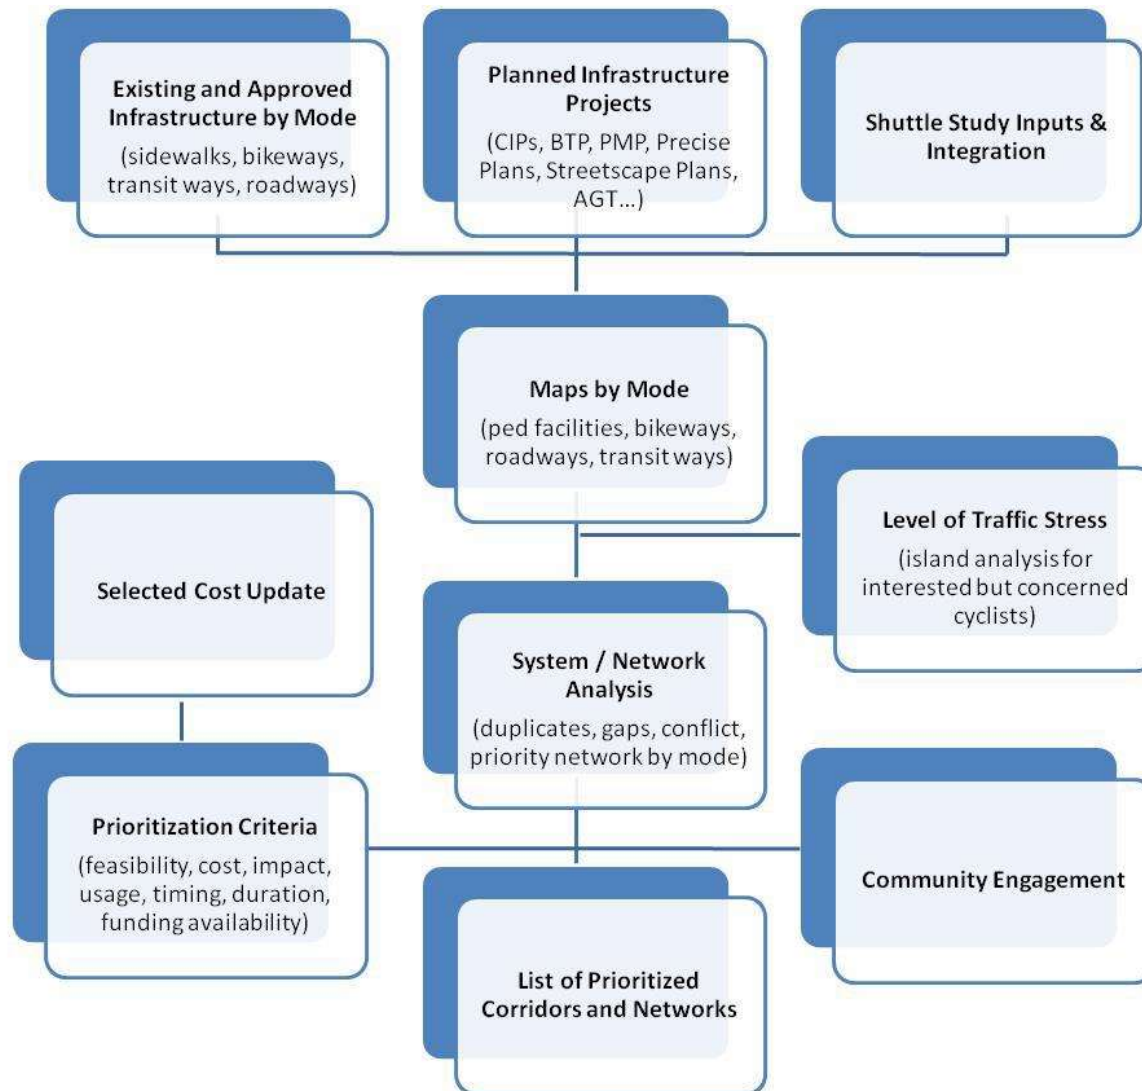 Existing and Approved
Infrastructure by Mode
(sidewalks, bikeways,
transit ways, roadways)
Planned Infrastructure
Projects
(CIPs, BTP, PMP, Precise
Plans, Streetscape Plans,
AGT...)
Shuttle Study Inputs &
Integration
Maps by Mode
(ped facilities, bikeways,
roadways, transit ways)
Level of Traffic Stress
(island analysis for
interested but concerned
cyclists)
Selected Cost Update
System / Network
Analysis
(duplicates, gaps, conflict,
priority network by mode)
Prioritization Criteria
(feasibility, cost, impact,
usage, timing, duration,
funding availability)
Community Engagement
List of Prioritized
Corridors and Networks